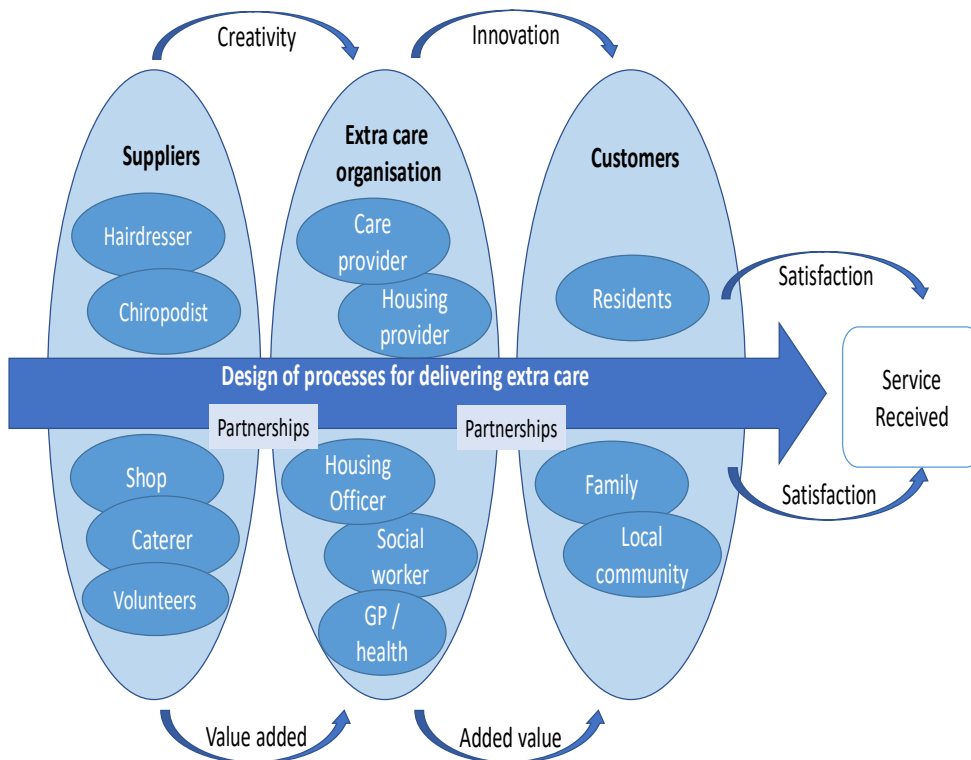 Creativity
Innovation
Suppliers
Extra care
organisation
Customers
Hairdresser
Chiropodist
Care
provider
Housing
provider
Residents
Satisfaction
Design of processes for delivering extra care
Partnerships
Partnerships
Service
Received
Shop
Caterer
Volunteers
Housing
Officer
Social
worker
GP /
health
Family
Local
community
Satisfaction
Value added
Added value